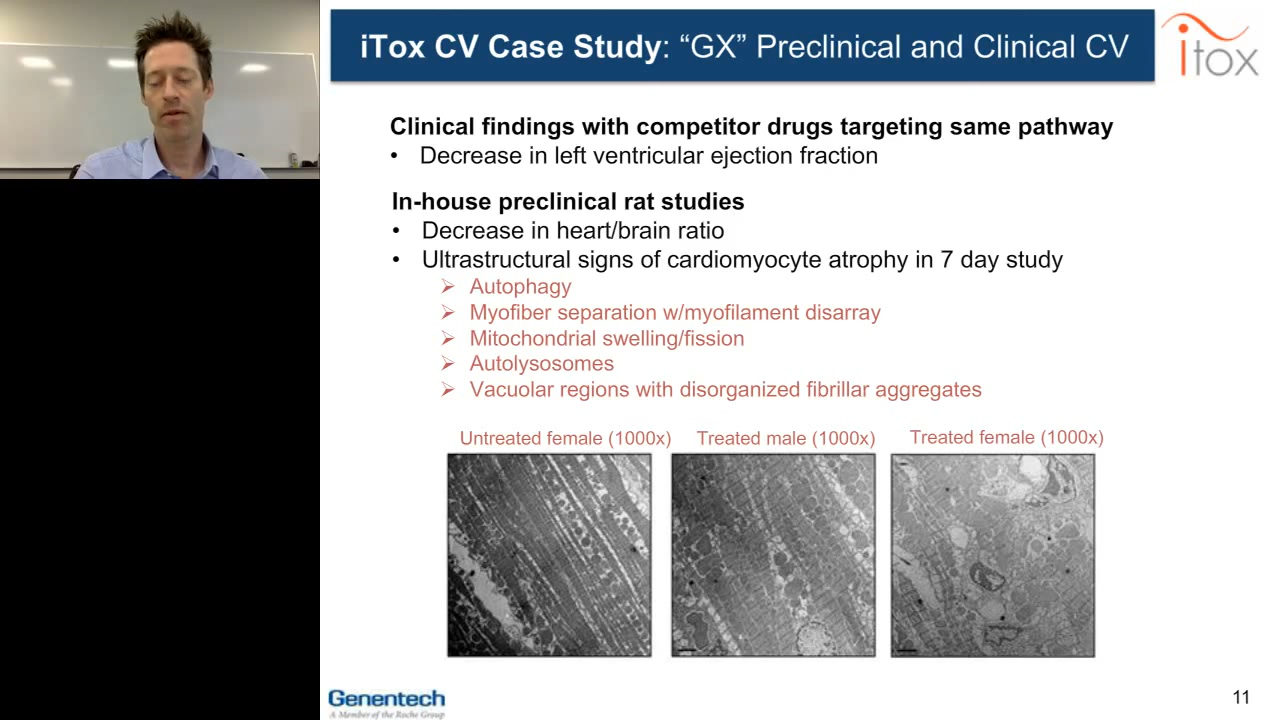 iTox CV Case Study: “GX” Preclinical and Clinical CV
itox
Clinical findings with competitor drugs targeting same pathway
• Decrease in left ventricular ejection fraction
In-house preclinical rat studies
• Decrease in heart/brain ratio
• Ultrastructural signs of cardiomyocyte atrophy in 7 day study
➢ Autophagy
➢ Myofiber separation w/myofilament disarray
➢ Mitochondrial swelling/fission
➢ Autolysosomes
➢ Vacuolar regions with disorganized fibrillar aggregates
Untreated female (1000x)
Treated male (1000x)
Treated female (1000x)
Genentech
A Member of the Roche Group
11